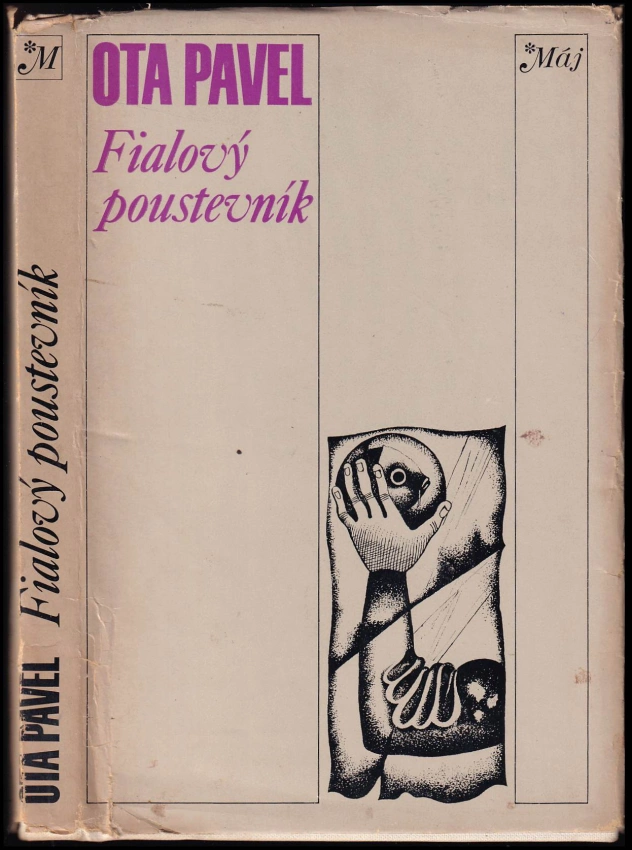 *M
OTA PAVEL
Fialový
poustevník
*Máj
OTA PAVEL Fialový poustevník